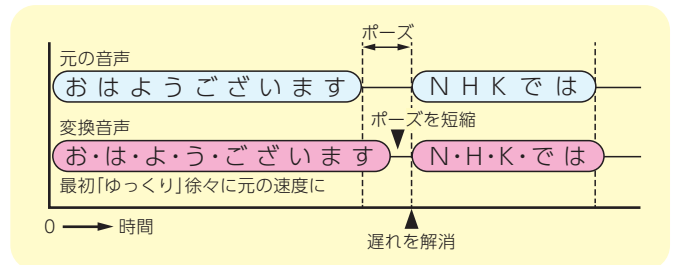 ポーズ
元の音声
おはようございます
NHKでは
変換音声
ポーズを短縮
お・は・よ・う・ございます
N・H・K・では
最初「ゆっくり」徐々に元の速度に
0 → 時間
遅れを解消